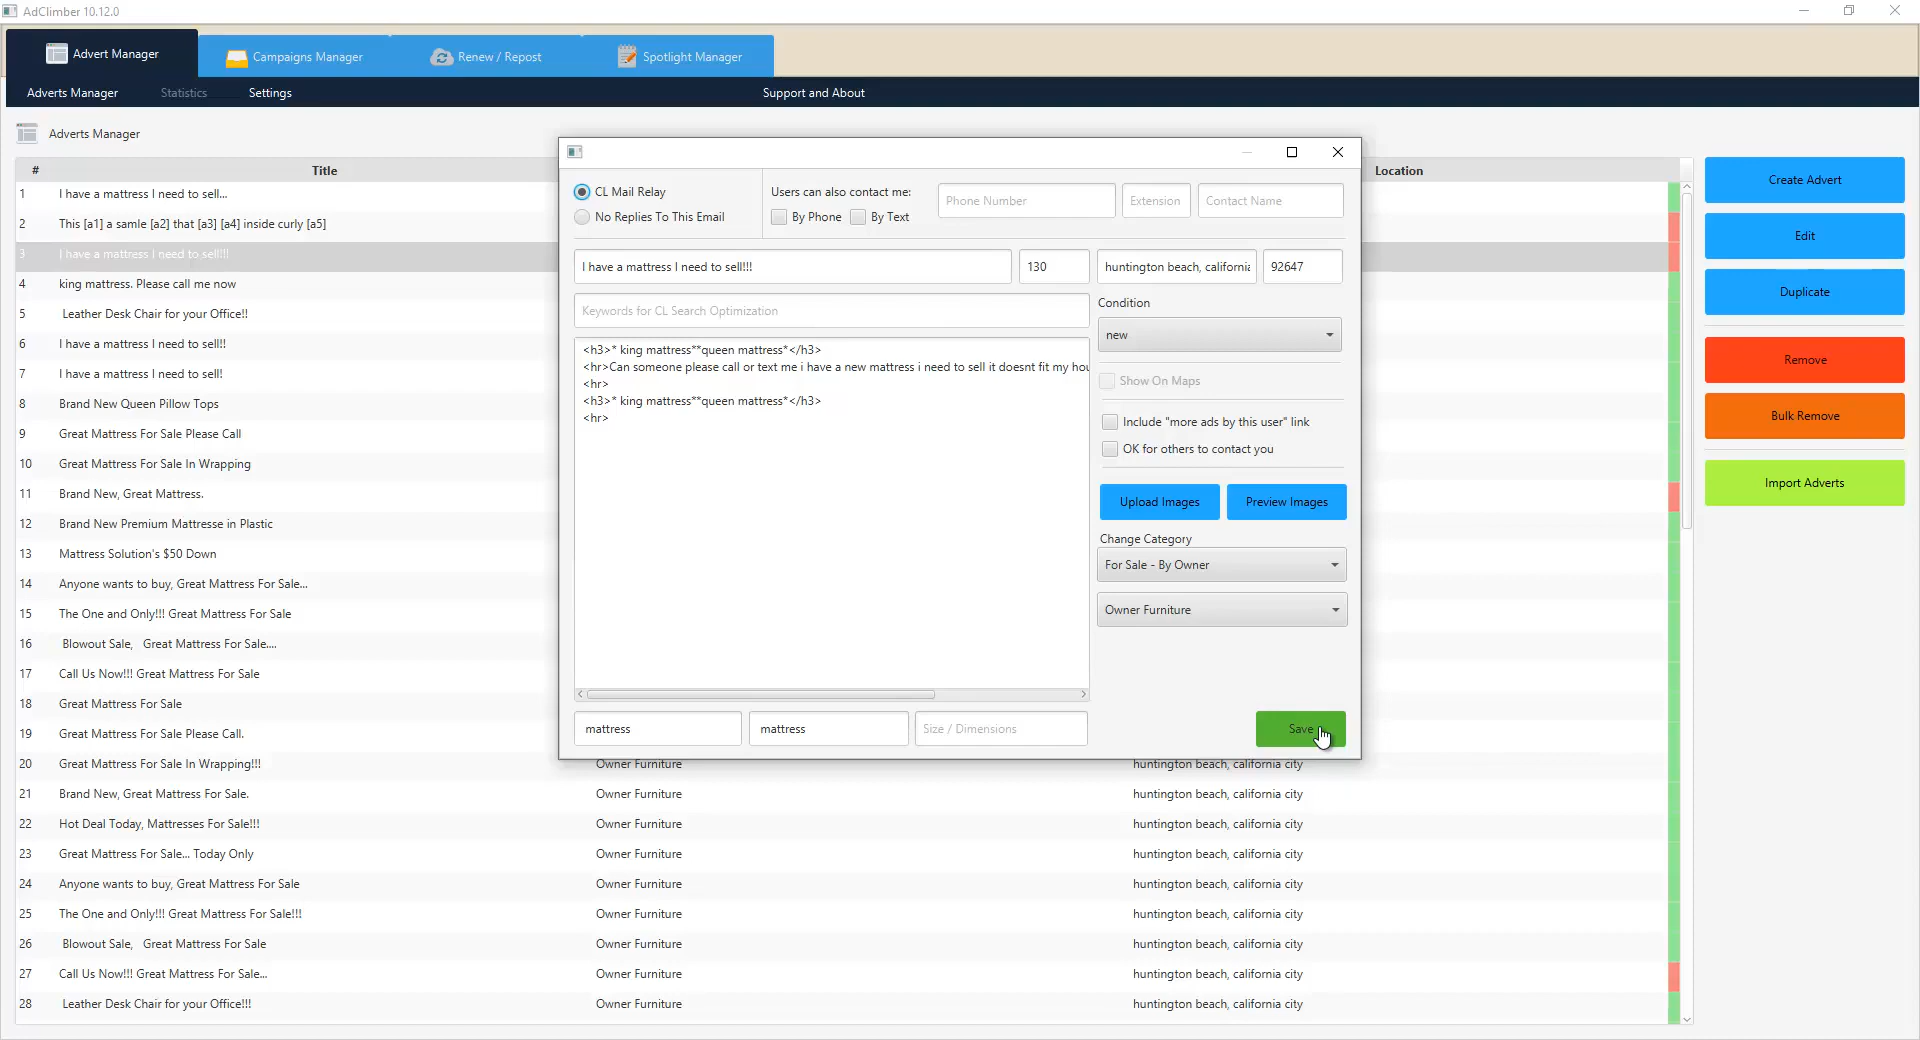 AdClimber 10.12.0
Advert Manager
Campaigns Manager
Renew / Repost
Spotlight Manager
Adverts Manager
Statistics
Settings
Support and About
Adverts Manager
# Title Location
1 I have a mattress I need to sell...
2 This [a1] a samle [a2] that [a3] [a4] inside curly [a5]
3 I have a mattress I need to sell!!!
4 king mattress. Please call me now
5 Leather Desk Chair for your Office!!
6 I have a mattress I need to sell!!
7 I have a mattress I need to sell!
8 Brand New Queen Pillow Tops
9 Great Mattress For Sale Please Call
10 Great Mattress For Sale In Wrapping
11 Brand New, Great Mattress.
12 Brand New Premium Mattresse in Plastic
13 Mattress Solution's $50 Down
14 Anyone wants to buy, Great Mattress For Sale...
15 The One and Only!!! Great Mattress For Sale
16 Blowout Sale, Great Mattress For Sale....
17 Call Us Now!!! Great Mattress For Sale
18 Great Mattress For Sale
19 Great Mattress For Sale Please Call.
20 Great Mattress For Sale In Wrapping!!! Owner Furniture huntington beach, california city
21 Brand New, Great Mattress For Sale. Owner Furniture huntington beach, california city
22 Hot Deal Today, Mattresses For Sale!!! Owner Furniture huntington beach, california city
23 Great Mattress For Sale... Today Only Owner Furniture huntington beach, california city
24 Anyone wants to buy, Great Mattress For Sale Owner Furniture huntington beach, california city
25 The One and Only!!! Great Mattress For Sale!!! Owner Furniture huntington beach, california city
26 Blowout Sale, Great Mattress For Sale Owner Furniture huntington beach, california city
27 Call Us Now!!! Great Mattress For Sale... Owner Furniture huntington beach, california city
28 Leather Desk Chair for your Office!!! Owner Furniture huntington beach, california city
CL Mail Relay
No Replies To This Email
Users can also contact me:
By Phone By Text
Phone Number
Extension
Contact Name
I have a mattress I need to sell!!!
130
huntington beach, california
92647
Keywords for CL Search Optimization
<h3>* king mattress**queen mattress*</h3>
<hr>Can someone please call or text me i have a new mattress i need to sell it doesnt fit my hou
<hr>
<h3>* king mattress**queen mattress*</h3>
<hr>
Condition
new
Show On Maps
Include "more ads by this user" link
OK for others to contact you
Upload Images
Preview Images
Change Category
For Sale - By Owner
Owner Furniture
mattress
mattress
Size / Dimensions
Save
Create Advert
Edit
Duplicate
Remove
Bulk Remove
Import Adverts